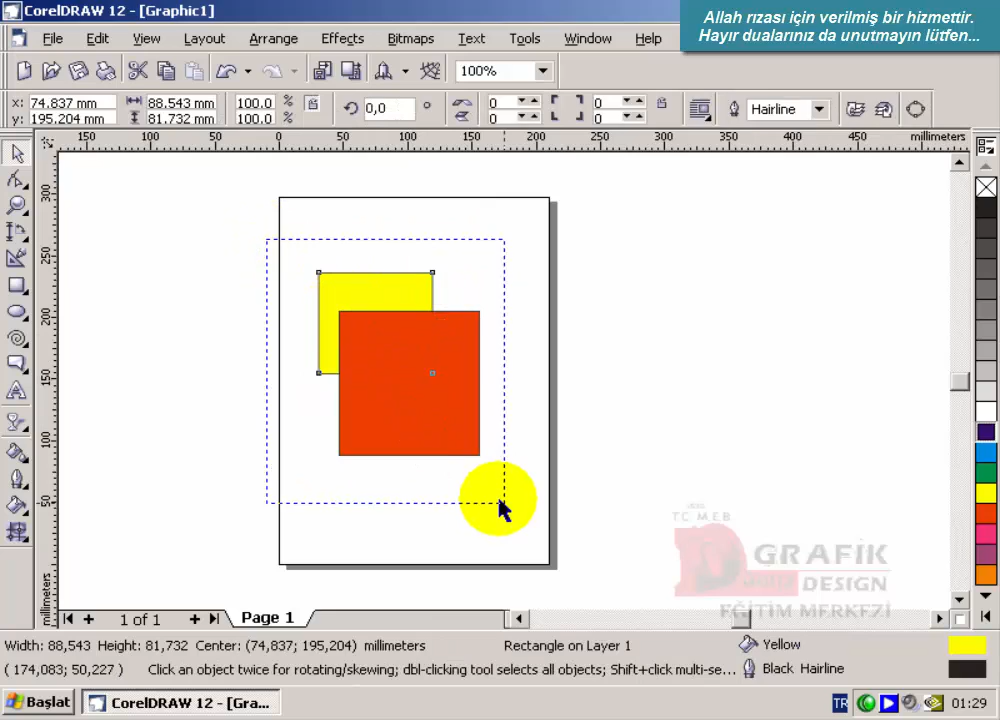 CorelDRAW 12 - [Graphic1]
Allah rızası için verilmiş bir hizmettir.
Hayır dualarınız da unutmayın lütfen...
File Edit View Layout Arrange Effects Bitmaps Text Tools Window Help
100%
x: 74.837 mm 88.543 mm 100.0 % 0,0 ° 0 0 Hairline
y: 195.204 mm 81.732 mm 100.0 % 0 0
150 100 50 0 50 100 150 200 250 300 350 400 450 millimeters
300
250
200
150
100
50
millimeters
T.C. M.E.B
GRAFİK
DESIGN
EĞİTİM MERKEZİ
1 of 1 Page 1
Width: 88,543 Height: 81,732 Center: (74,837; 195,204) millimeters Rectangle on Layer 1 Yellow
( 174,083; 50,227 ) Click an object twice for rotating/skewing; dbl-clicking tool selects all objects; Shift+click multi-se... Black Hairline
Başlat CorelDRAW 12 - [Gra... TR 01:29